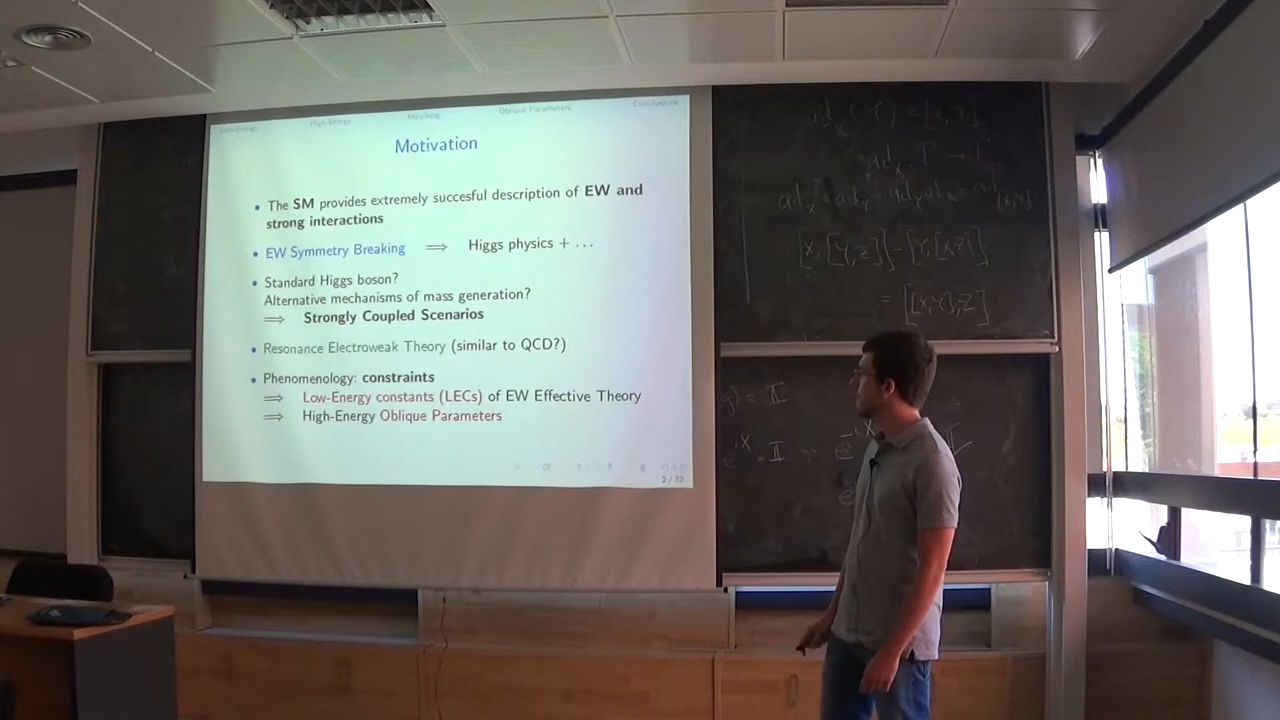 High-Energy
Matching
Oblique Parameters
Conclusions
Motivation
• The SM provides extremely succesful description of EW and
strong interactions
• EW Symmetry Breaking ⟹ Higgs physics + ...
• Standard Higgs boson?
Alternative mechanisms of mass generation?
⟹ Strongly Coupled Scenarios
• Resonance Electroweak Theory (similar to QCD?)
• Phenomenology: constraints
⟹ Low-Energy constants (LECs) of EW Effective Theory
⟹ High-Energy Oblique Parameters
2 / 32
ad_X(Y) = [X,Y]
[X,[Y,Z]] - [Y,[X,Z]]
= [[X,Y],Z]